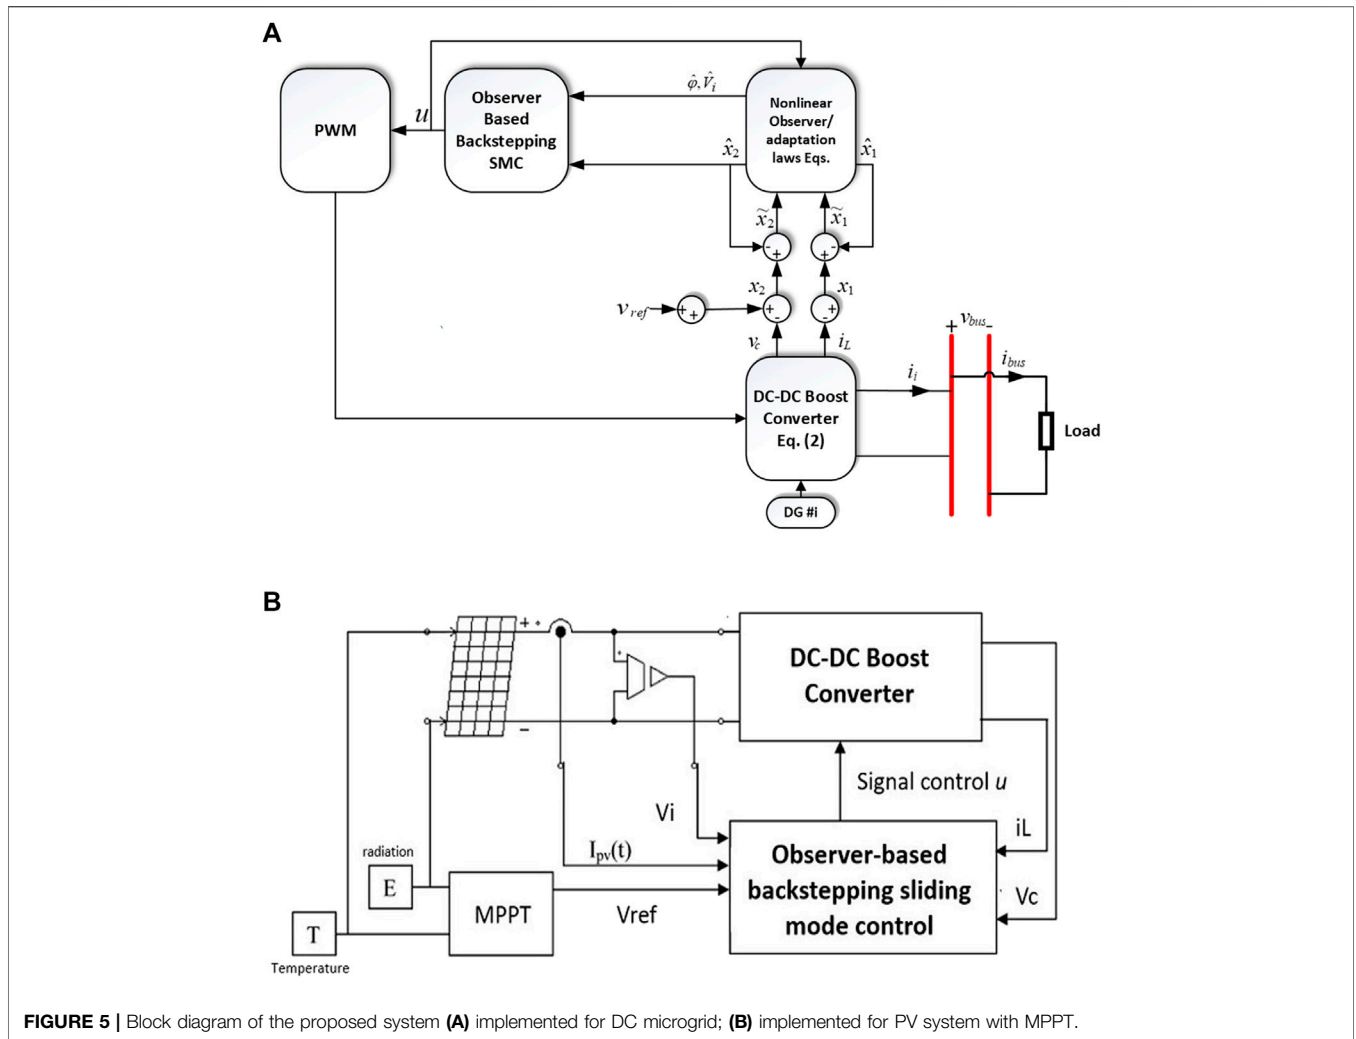 A
PWM
u
Observer
Based
Backstepping
SMC
φ̂, V̂i
x̂2
Nonlinear
Observer/
adaptation
laws Eqs.
x̂1
x̃2
x̃1
- +
+ -
x2
x1
vref
+ +
+ -
+ -
vc
iL
DC-DC Boost
Converter
Eq. (2)
DG #i
ii
+ vbus -
ibus
Load
B
+
-
DC-DC Boost
Converter
Signal control u
Vi
iL
Ipv(t)
Vc
Observer-based
backstepping sliding
mode control
radiation
E
MPPT
Vref
T
Temperature
FIGURE 5 | Block diagram of the proposed system (A) implemented for DC microgrid; (B) implemented for PV system with MPPT.